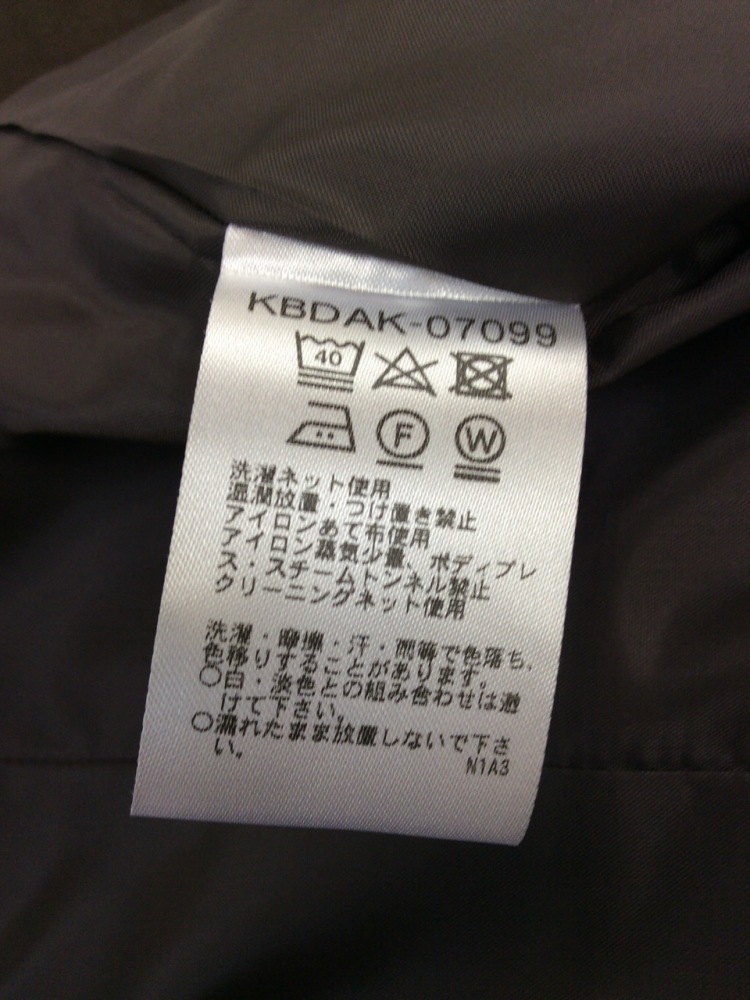 KBDAK-07099
40
F W
洗濯ネット使用
湿潤放置・つけ置き禁止
アイロンあて布使用
アイロン蒸気少量、ボディプレ
ス・スチームトンネル禁止
クリーニングネット使用
洗濯・摩擦・汗・雨等で色落ち、
色移りすることがあります。
○白・淡色との組み合わせは避
けて下さい。
○濡れたまま放置しないで下さ
い。
N1A3